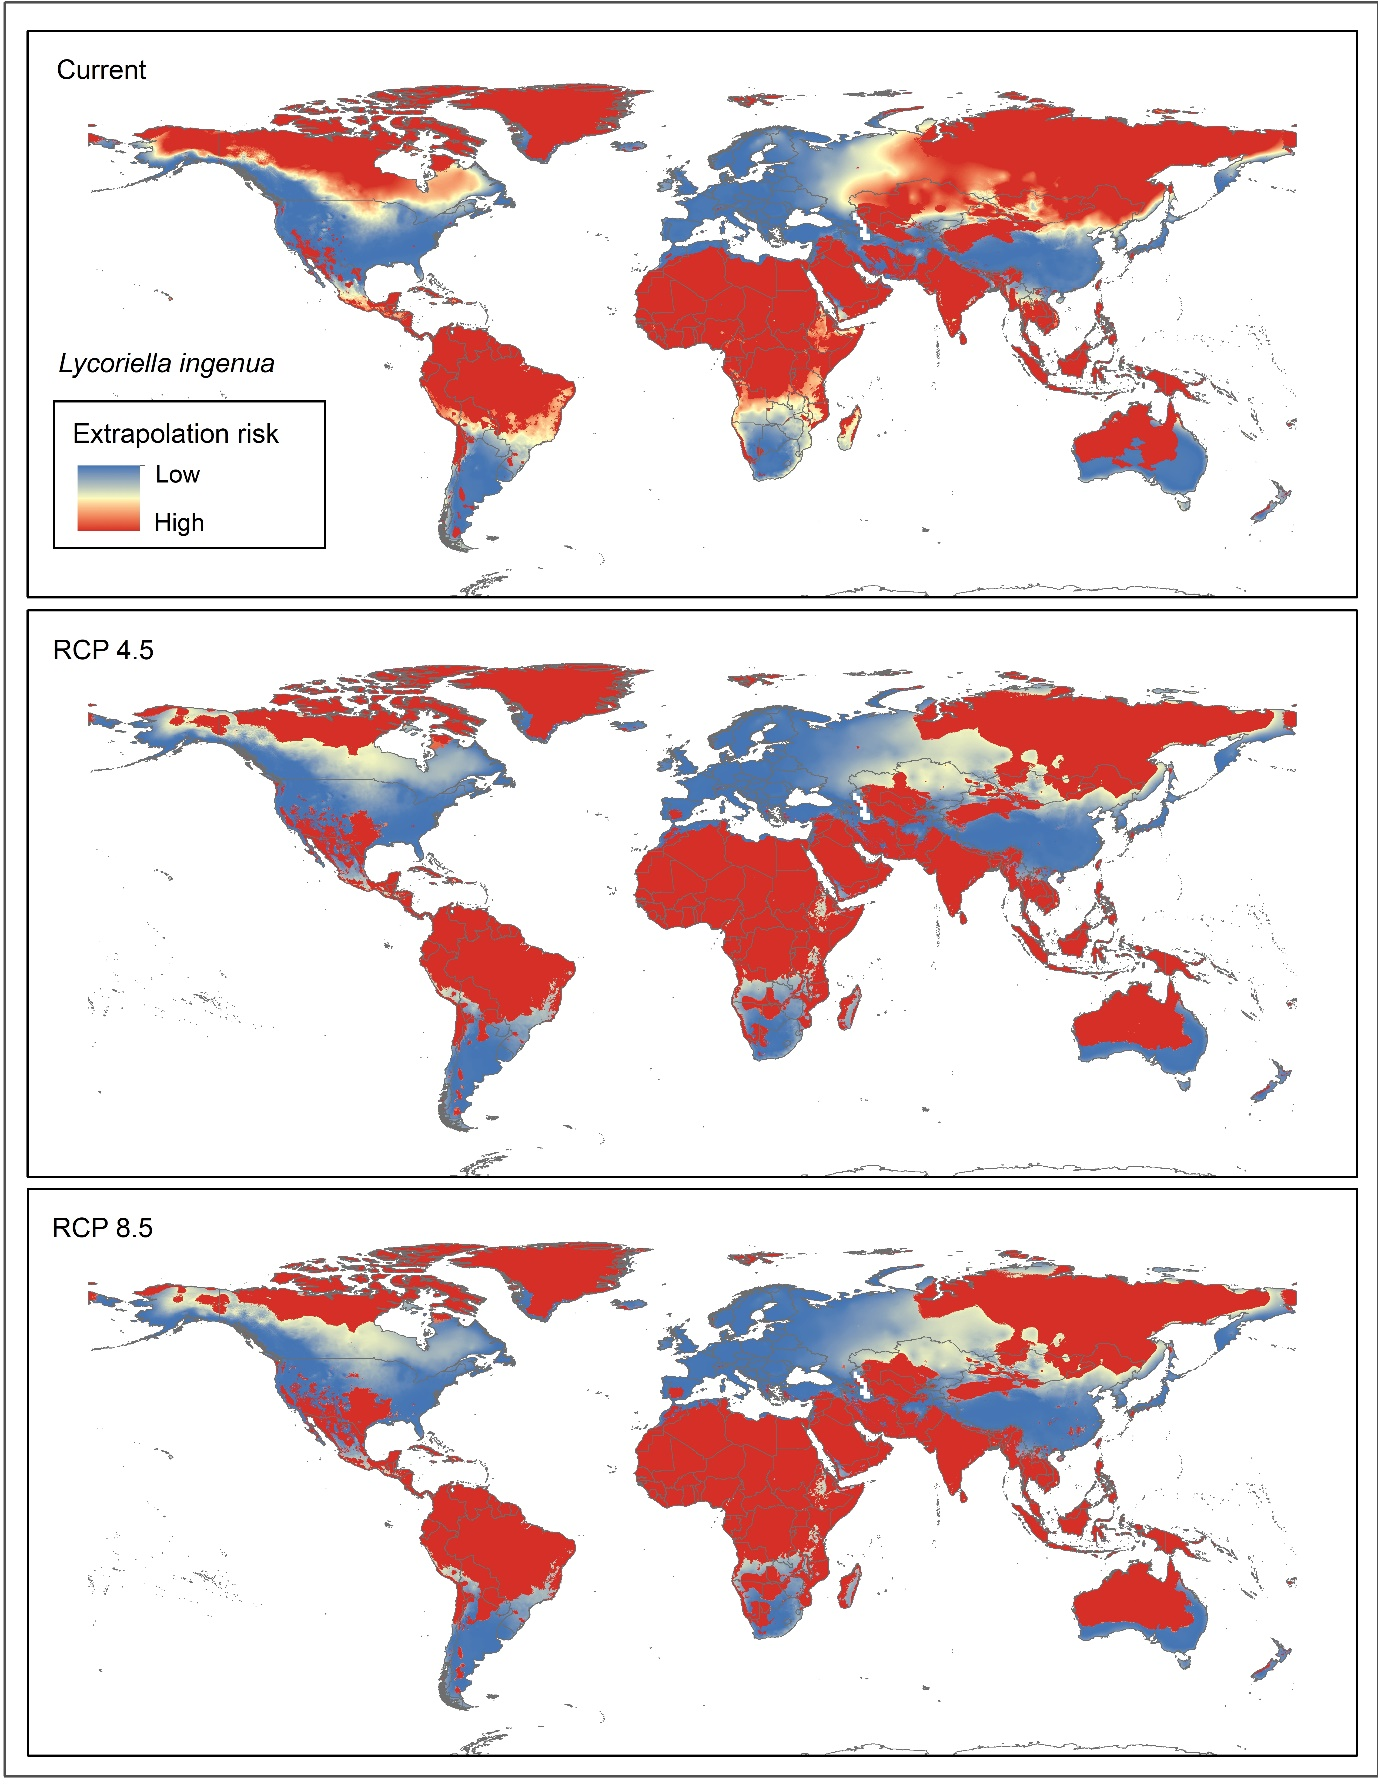 Current
Lycoriella ingenua
Extrapolation risk
Low
High
RCP 4.5
RCP 8.5